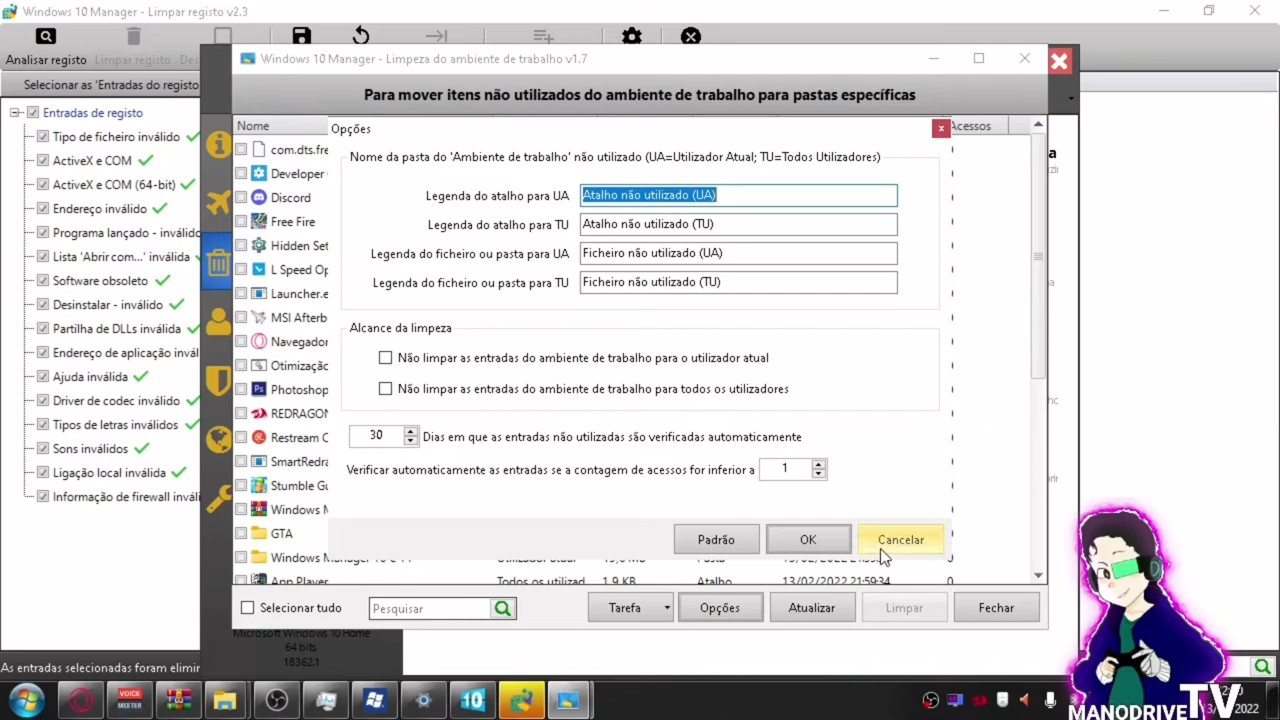 Windows 10 Manager - Limpar registo v2.3
Analisar registo
Limpar registo
Selecionar as 'Entradas do registo
Entradas de registo
Tipo de ficheiro inválido
ActiveX e COM
ActiveX e COM (64-bit)
Endereço inválido
Programa lançado - inválido
Lista 'Abrir com...' inválida
Software obsoleto
Desinstalar - inválido
Partilha de DLLs inválida
Endereço de aplicação invál
Ajuda inválida
Driver de codec inválido
Tipos de letras inválidos
Sons inválidos
Ligação local inválida
Informação de firewall inváli
As entradas selecionadas foram elimir
Windows 10 Manager - Limpeza do ambiente de trabalho v1.7
Para mover itens não utilizados do ambiente de trabalho para pastas específicas
Nome
Acessos
com.dts.fre
Developer
Discord
Free Fire
Hidden Set
L Speed Op
Launcher.e
MSI Afterb
Navegador
Otimização
Photoshop
REDRAGON
Restream C
SmartRedra
Stumble Gu
Windows M
GTA
Windows Manager 10
App Player
Todos os utilizad
1,9 KB
Atalho
13/02/2022 21:59:34
0
Opções
Nome da pasta do 'Ambiente de trabalho' não utilizado (UA=Utilizador Atual; TU=Todos Utilizadores)
Legenda do atalho para UA
Atalho não utilizado (UA)
Legenda do atalho para TU
Atalho não utilizado (TU)
Legenda do ficheiro ou pasta para UA
Ficheiro não utilizado (UA)
Legenda do ficheiro ou pasta para TU
Ficheiro não utilizado (TU)
Alcance da limpeza
Não limpar as entradas do ambiente de trabalho para o utilizador atual
Não limpar as entradas do ambiente de trabalho para todos os utilizadores
30
Dias em que as entradas não utilizadas são verificadas automaticamente
Verificar automaticamente as entradas se a contagem de acessos for inferior a
1
Padrão
OK
Cancelar
Selecionar tudo
Pesquisar
Tarefa
Opções
Atualizar
Limpar
Fechar
Microsoft Windows 10 Home
64 bits
18362.1
VOICE
MEETER
10
MANODRIVETV